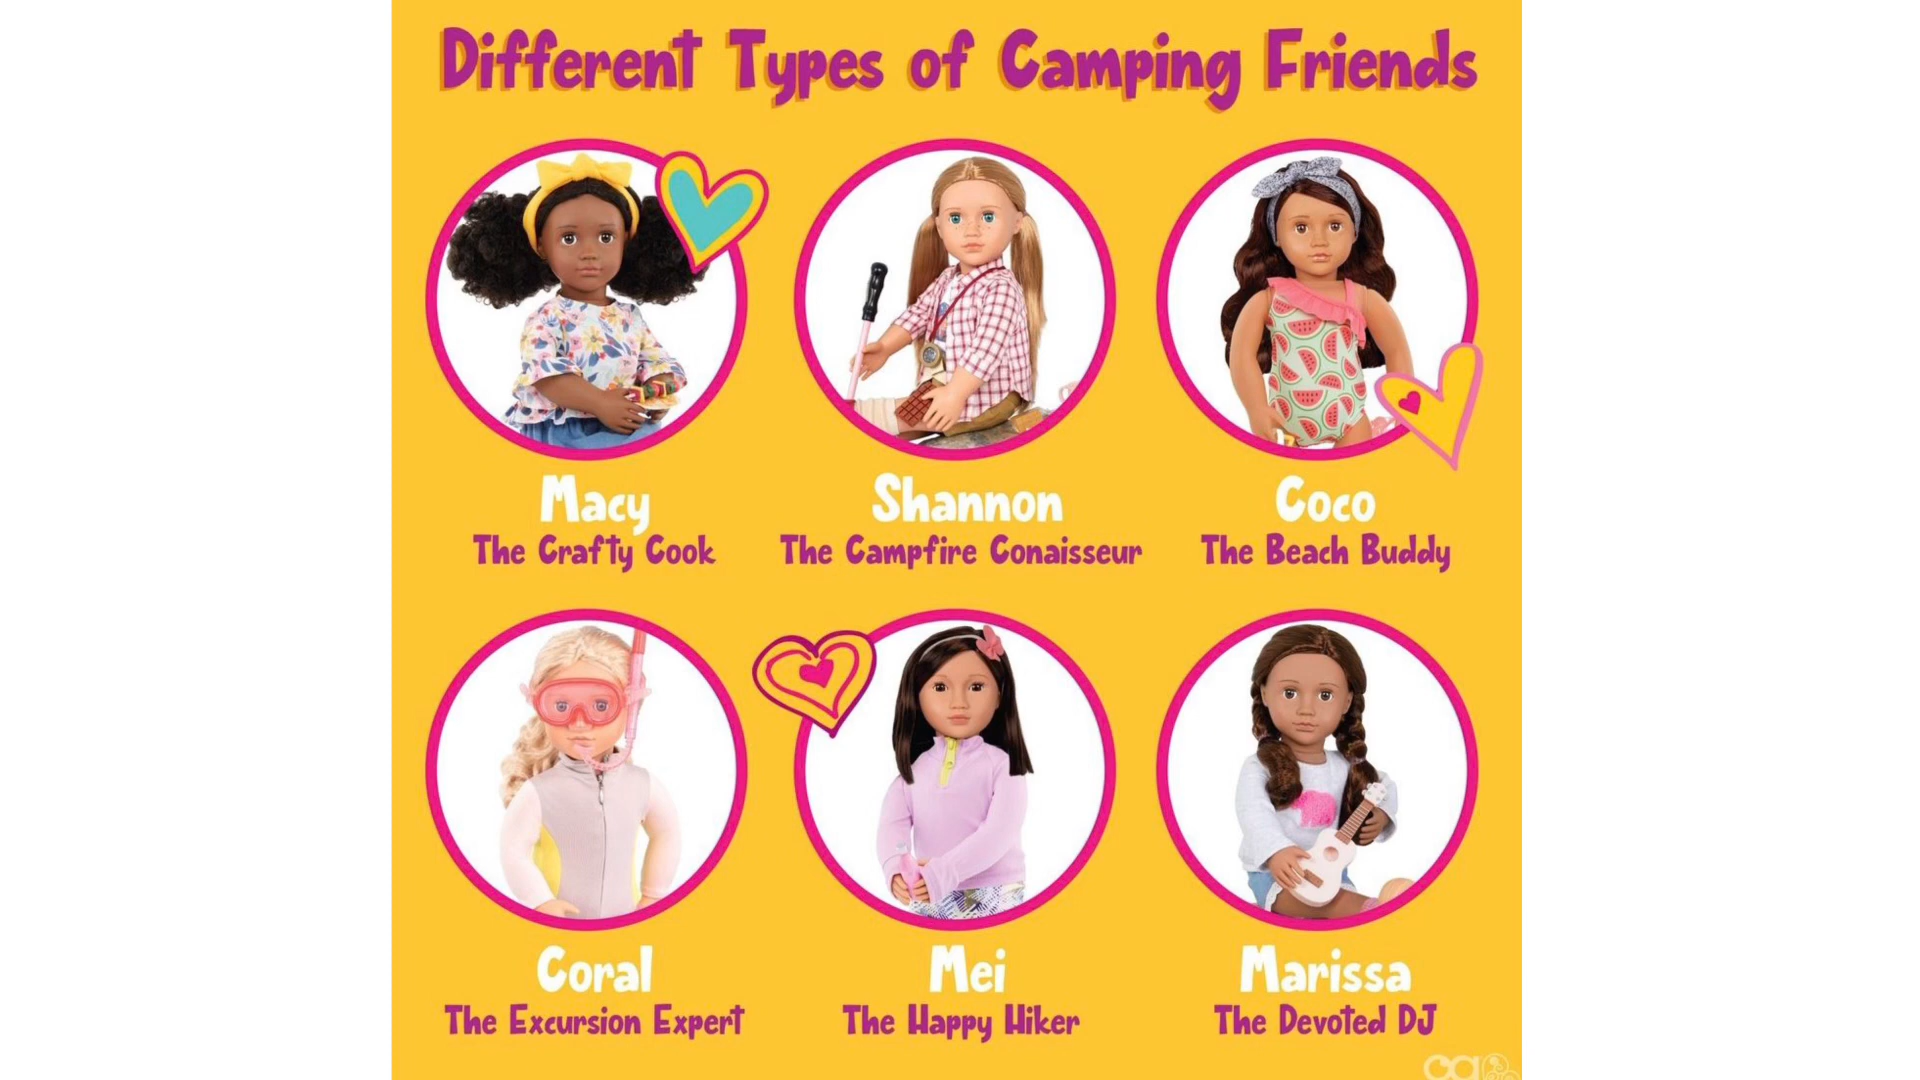 Different Types of Camping Friends
Macy
The Crafty Cook
Shannon
The Campfire Conaisseur
Coco
The Beach Buddy
Coral
The Excursion Expert
Mei
The Happy Hiker
Marissa
The Devoted DJ